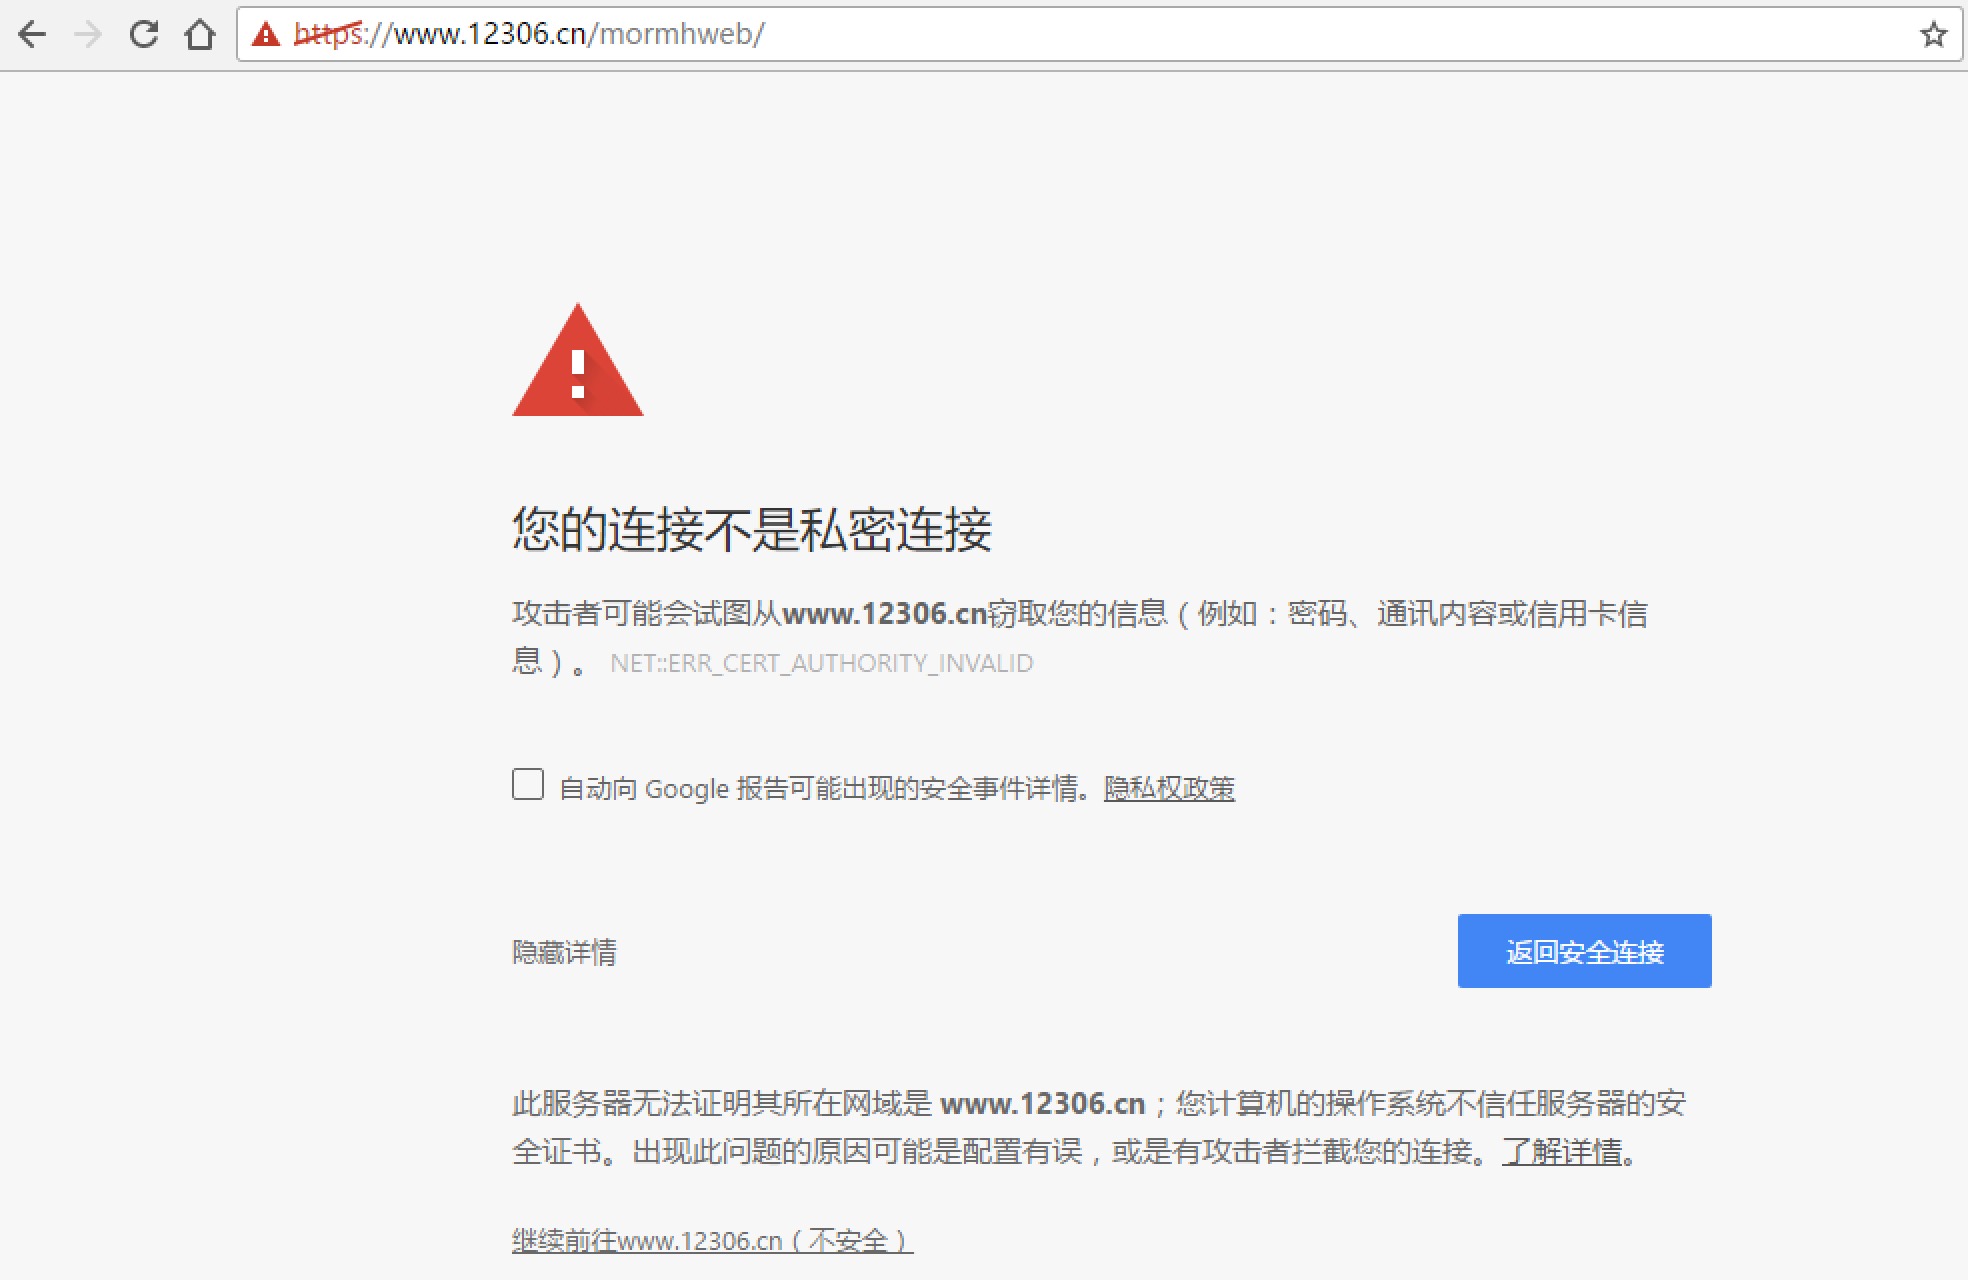 https://www.12306.cn/mormhweb/
您的连接不是私密连接
攻击者可能会试图从www.12306.cn窃取您的信息（例如：密码、通讯内容或信用卡信
息）。 NET::ERR_CERT_AUTHORITY_INVALID
自动向 Google 报告可能出现的安全事件详情。隐私权政策
隐藏详情
返回安全连接
此服务器无法证明其所在网域是 www.12306.cn；您计算机的操作系统不信任服务器的安
全证书。出现此问题的原因可能是配置有误，或是有攻击者拦截您的连接。了解详情。
继续前往www.12306.cn（不安全）